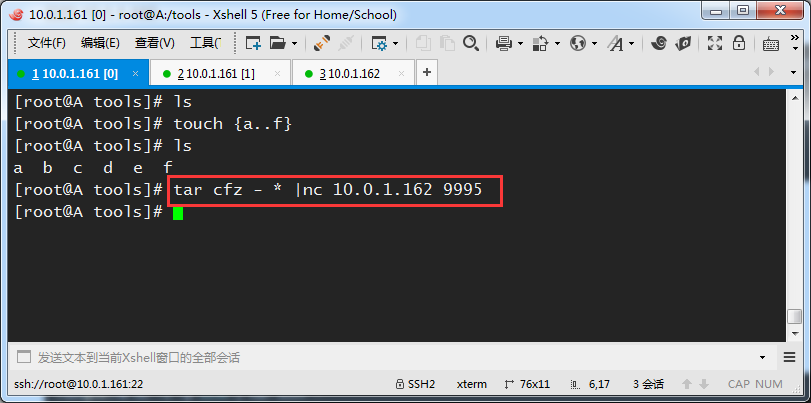 10.0.1.161 [0] - root@A:/tools - Xshell 5 (Free for Home/School)
文件(F) 编辑(E) 查看(V) 工具(
1 10.0.1.161 [0] × 2 10.0.1.161 [1] × 3 10.0.1.162 × +
[root@A tools]# ls
[root@A tools]# touch {a..f}
[root@A tools]# ls
a b c d e f
[root@A tools]# tar cfz - * |nc 10.0.1.162 9995
[root@A tools]#
发送文本到当前Xshell窗口的全部会话
ssh://root@10.0.1.161:22 SSH2 xterm 76x11 6,17 3 会话 CAP NUM